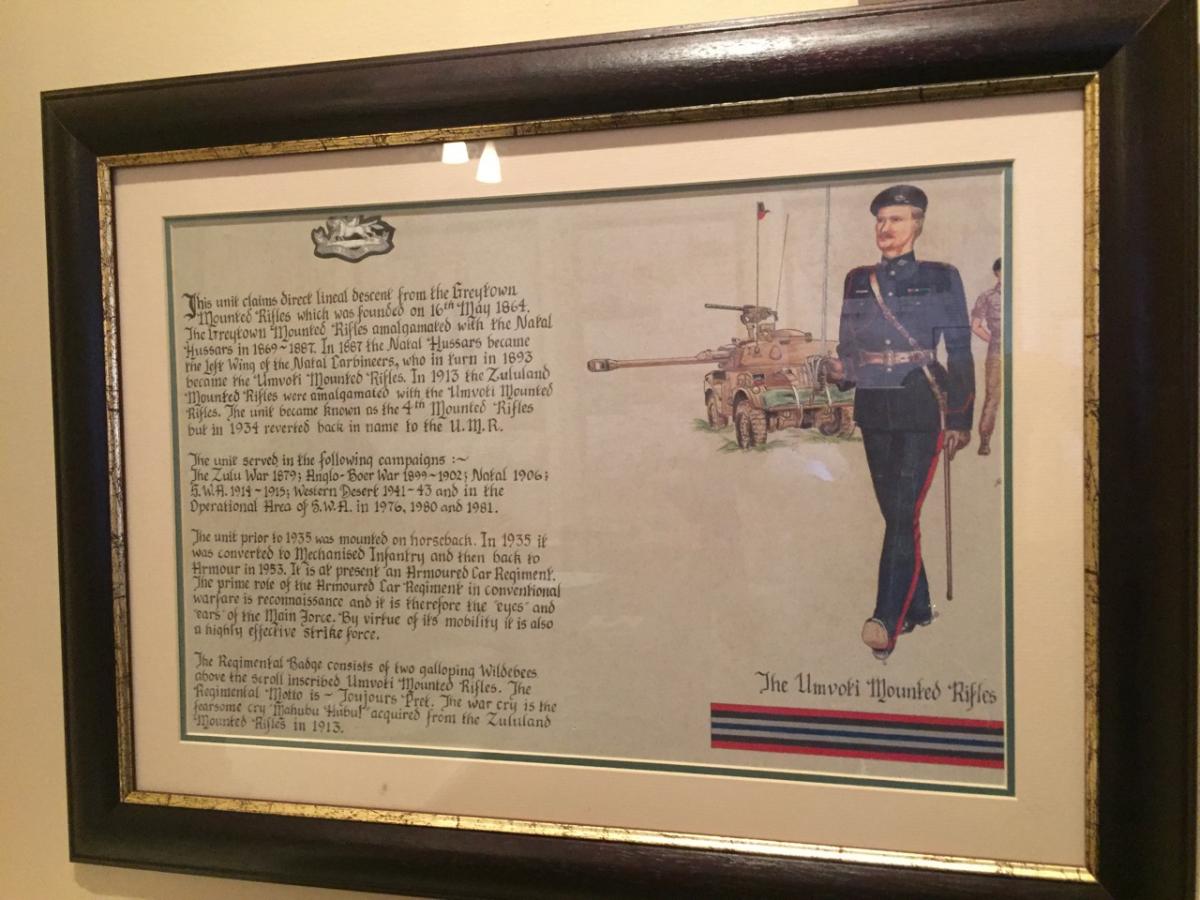 This unit claims direct lineal descent from the Greytown
Mounted Rifles which was founded on 16th May 1864.
The Greytown Mounted Rifles amalgamated with the Natal
Hussars in 1869~1887. In 1887 the Natal Hussars became
the Left Wing of the Natal Carbineers, who in turn in 1893
became the Umvoti Mounted Rifles. In 1913 the Zululand
Mounted Rifles were amalgamated with the Umvoti Mounted
Rifles. The unit became known as the 4th Mounted Rifles
but in 1934 reverted back in name to the U.M.R.
The unit served in the following campaigns :~
The Zulu War 1879; Anglo-Boer War 1899~1902; Natal 1906;
S.W.A. 1914~1915; Western Desert 1941~43 and in the
Operational Area of S.W.A. in 1976, 1980 and 1981.
The unit prior to 1935 was mounted on horseback. In 1935 it
was converted to Mechanised Infantry and then back to
Armour in 1953. It is at present an Armoured Car Regiment.
The prime role of the Armoured Car Regiment in conventional
warfare is reconnaissance and it is therefore the "eyes" and
"ears" of the Main Force. By virtue of its mobility it is also
a highly effective strike force.
The Regimental Badge consists of two galloping Wildebees
above the scroll inscribed Umvoti Mounted Rifles. The
Regimental Motto is ~ Toujours Pret. The war cry is the
fearsome cry "Mahubu Hubu!" acquired from the Zululand
Mounted Rifles in 1913.
The Umvoti Mounted Rifles